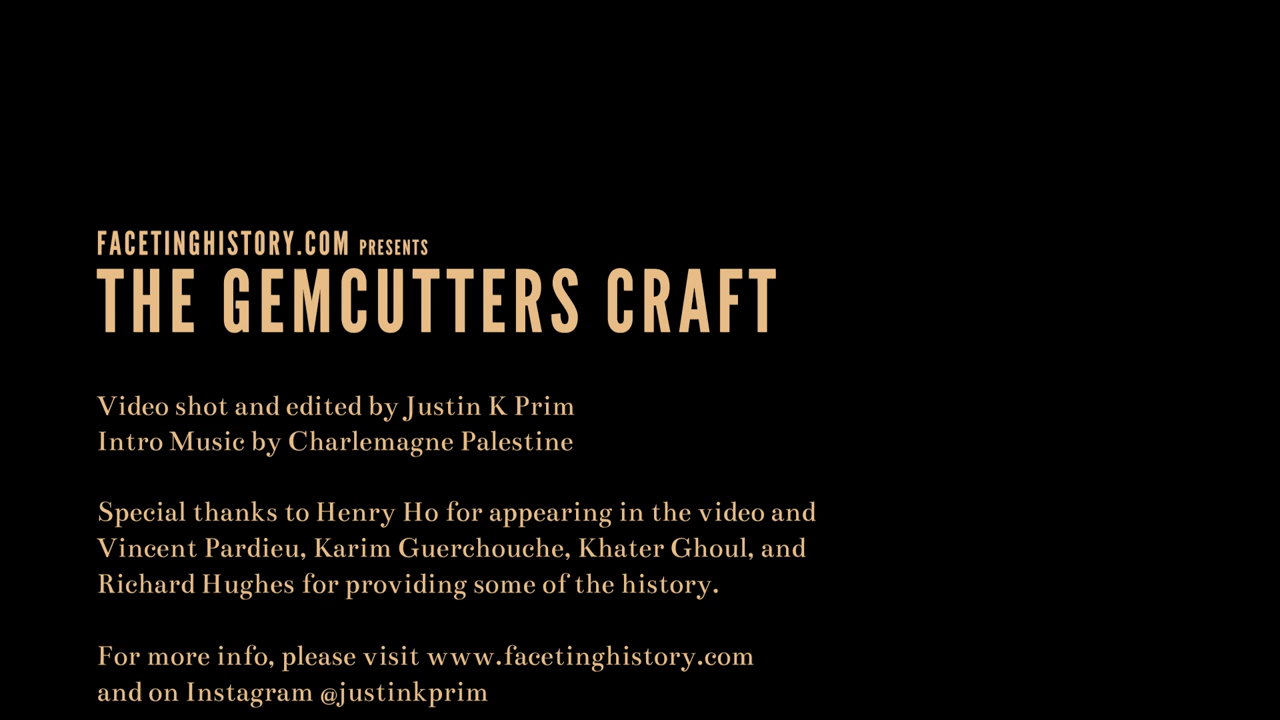 FACETINGHISTORY.COM PRESENTS
THE GEMCUTTERS CRAFT
Video shot and edited by Justin K Prim
Intro Music by Charlemagne Palestine
Special thanks to Henry Ho for appearing in the video and
Vincent Pardieu, Karim Guerchouche, Khater Ghoul, and
Richard Hughes for providing some of the history.
For more info, please visit www.facetinghistory.com
and on Instagram @justinkprim